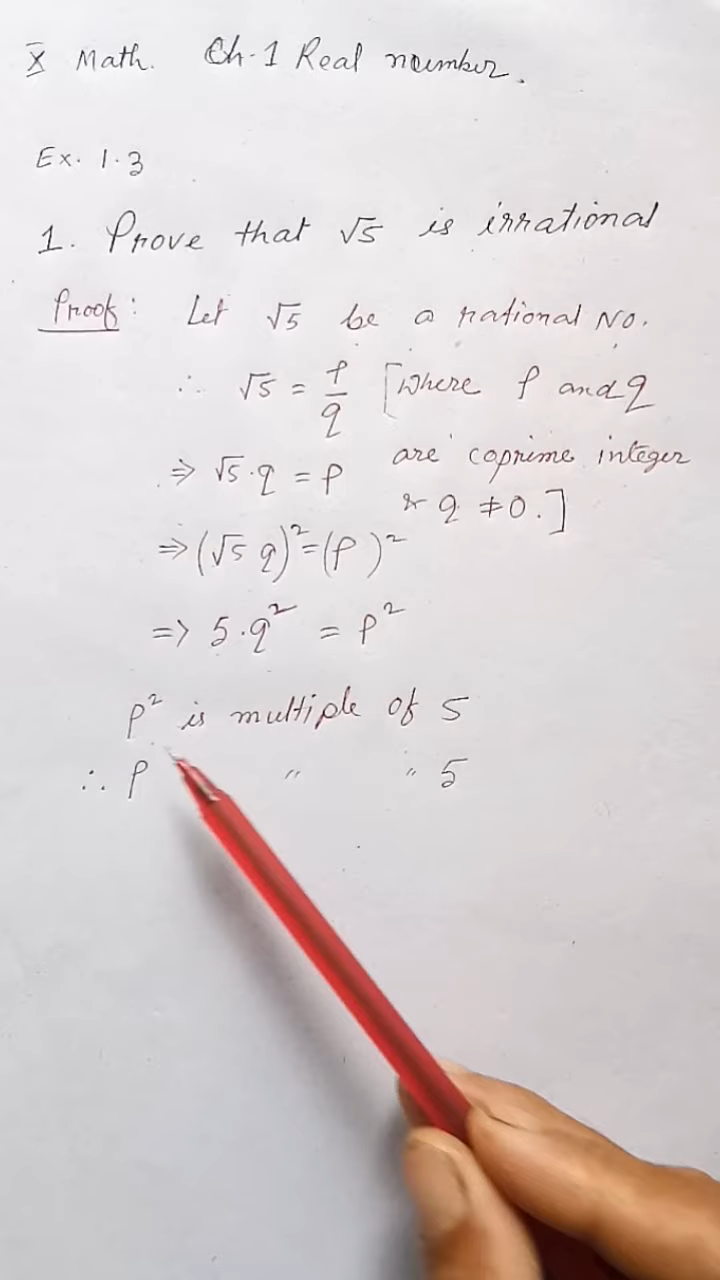 X Math. Ch.1 Real number.
Ex. 1.3
1. Prove that √5 is irrational
Proof: Let √5 be a rational No.
∴ √5 = p/q [Where p and q
are coprime integer
& q ≠ 0.]
⇒ √5·q = p
⇒ (√5 q)² = (p)²
⇒ 5·q² = p²
p² is multiple of 5
∴ p " " 5